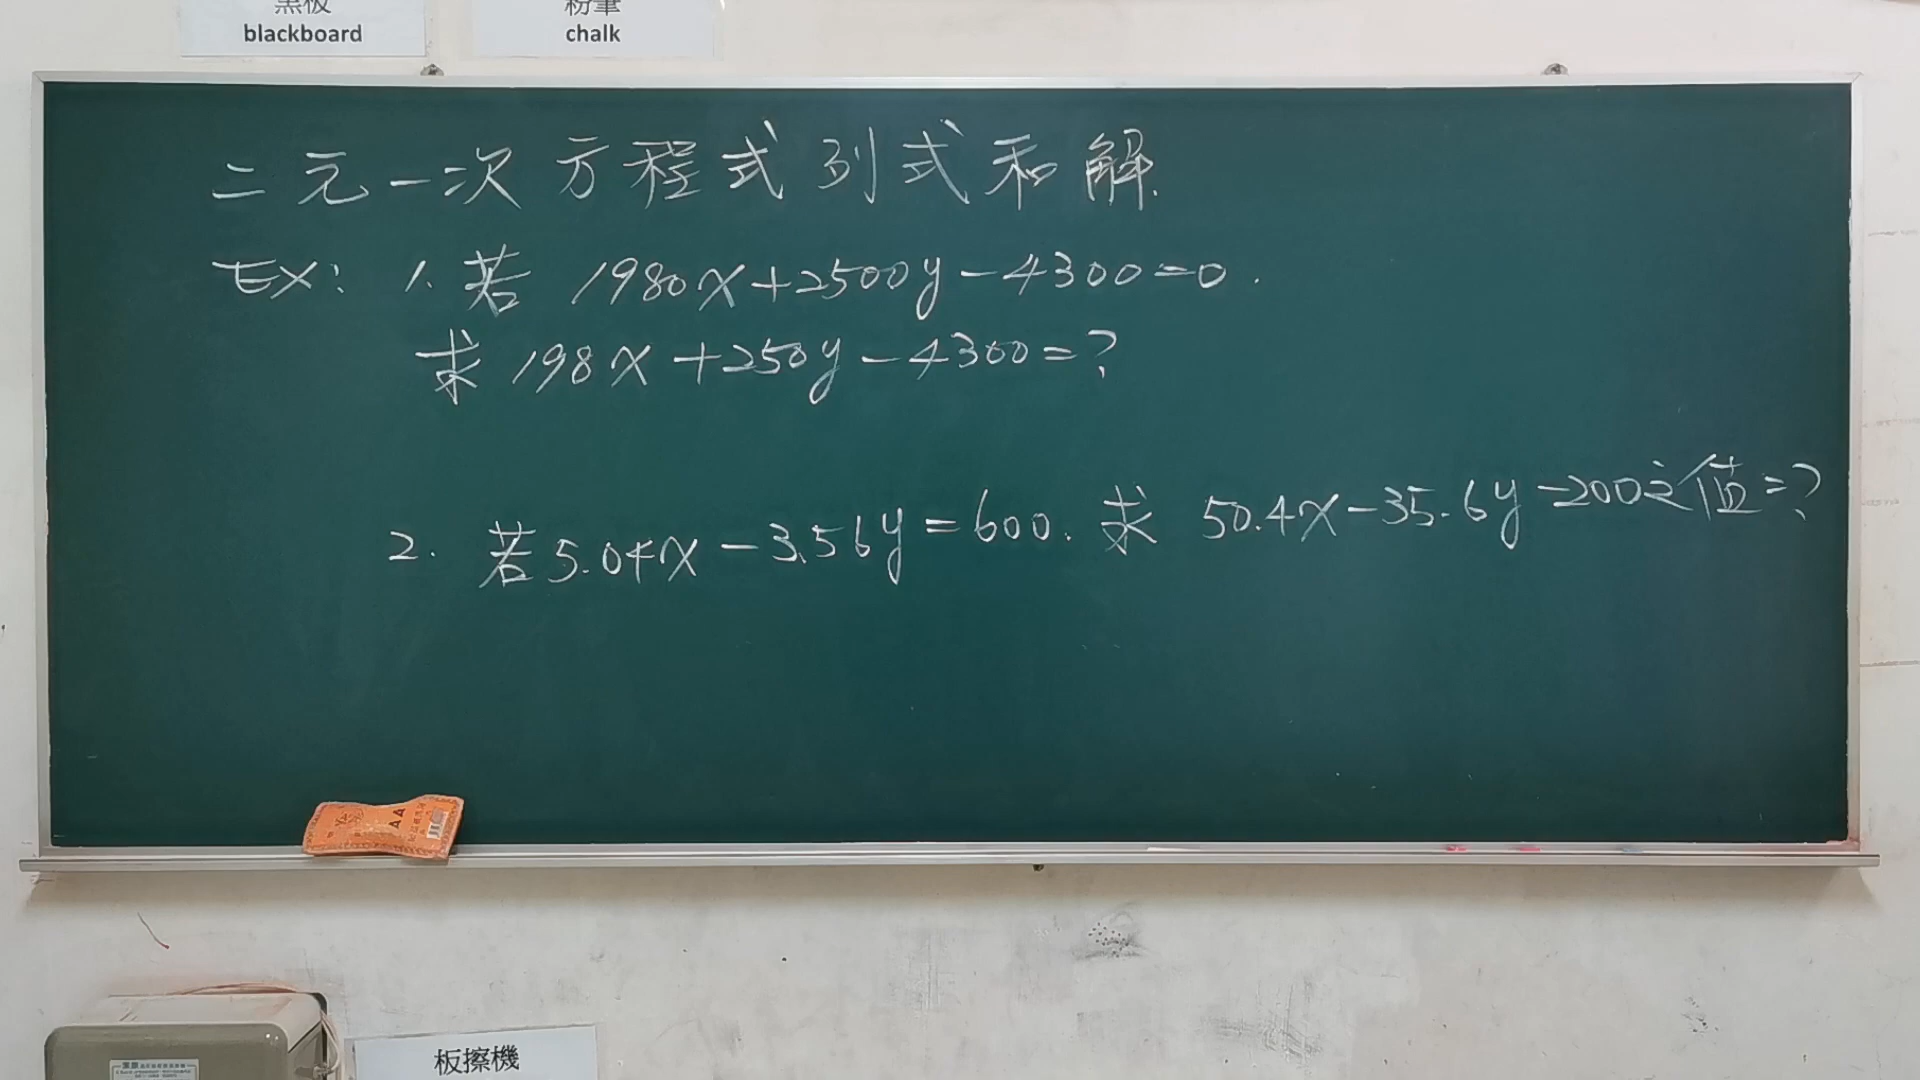 黑板
blackboard
粉筆
chalk
二元一次方程式列式和解.
EX: 1. 若 1980x+2500y-4300=0.
求 198x+250y-4300=?
2. 若5.04x-3.56y=600. 求 50.4x-35.6y-200之值=?
AA
板擦機